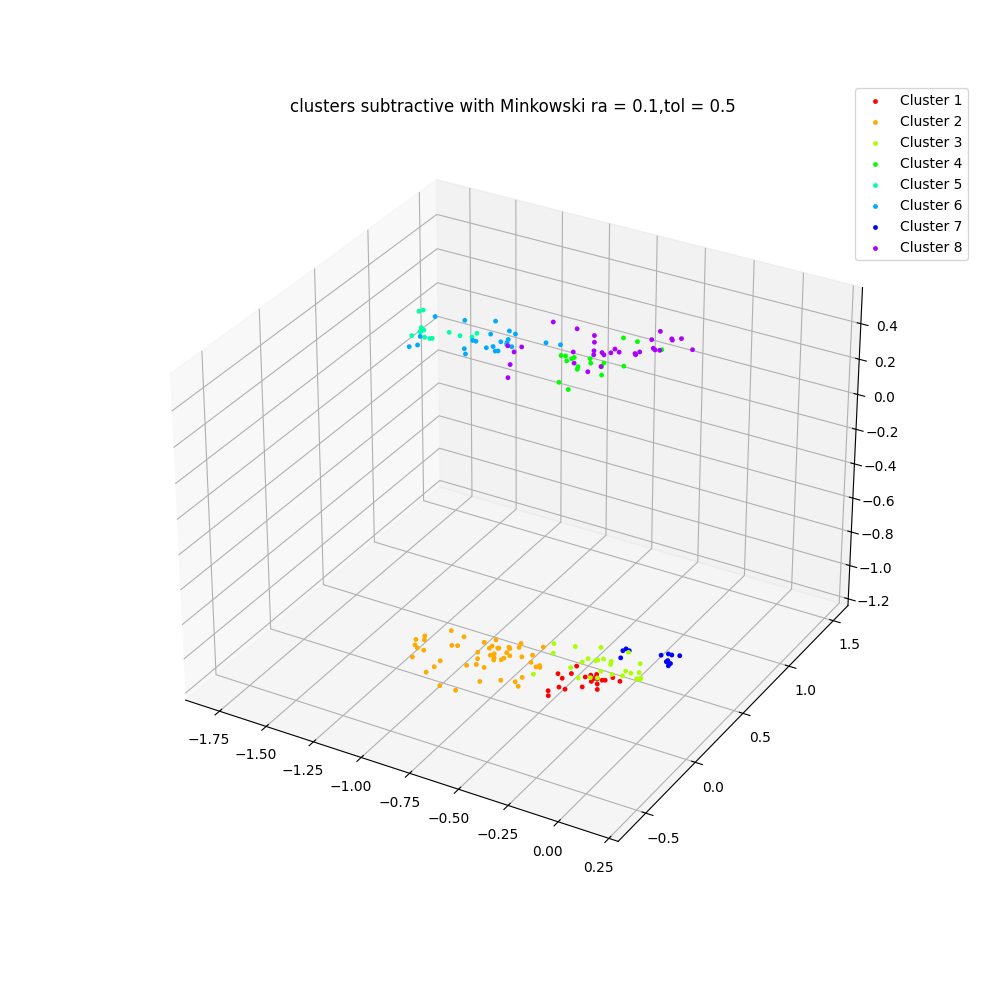 clusters subtractive with Minkowski ra = 0.1,tol = 0.5
Cluster 1
Cluster 2
Cluster 3
Cluster 4
Cluster 5
Cluster 6
Cluster 7
Cluster 8
0.4
0.2
0.0
−0.2
−0.4
−0.6
−0.8
−1.0
−1.2
1.5
1.0
0.5
0.0
−0.5
−1.75
−1.50
−1.25
−1.00
−0.75
−0.50
−0.25
0.00
0.25